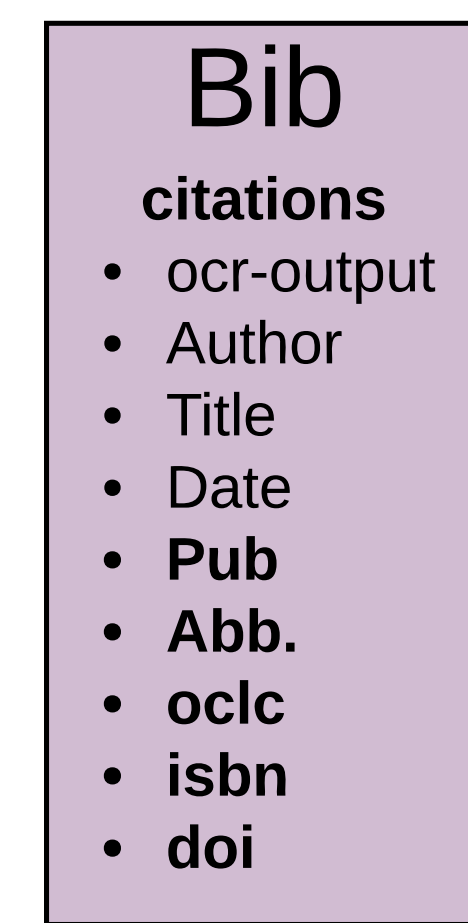 Bib
citations
• ocr-output
• Author
• Title
• Date
• Pub
• Abb.
• oclc
• isbn
• doi